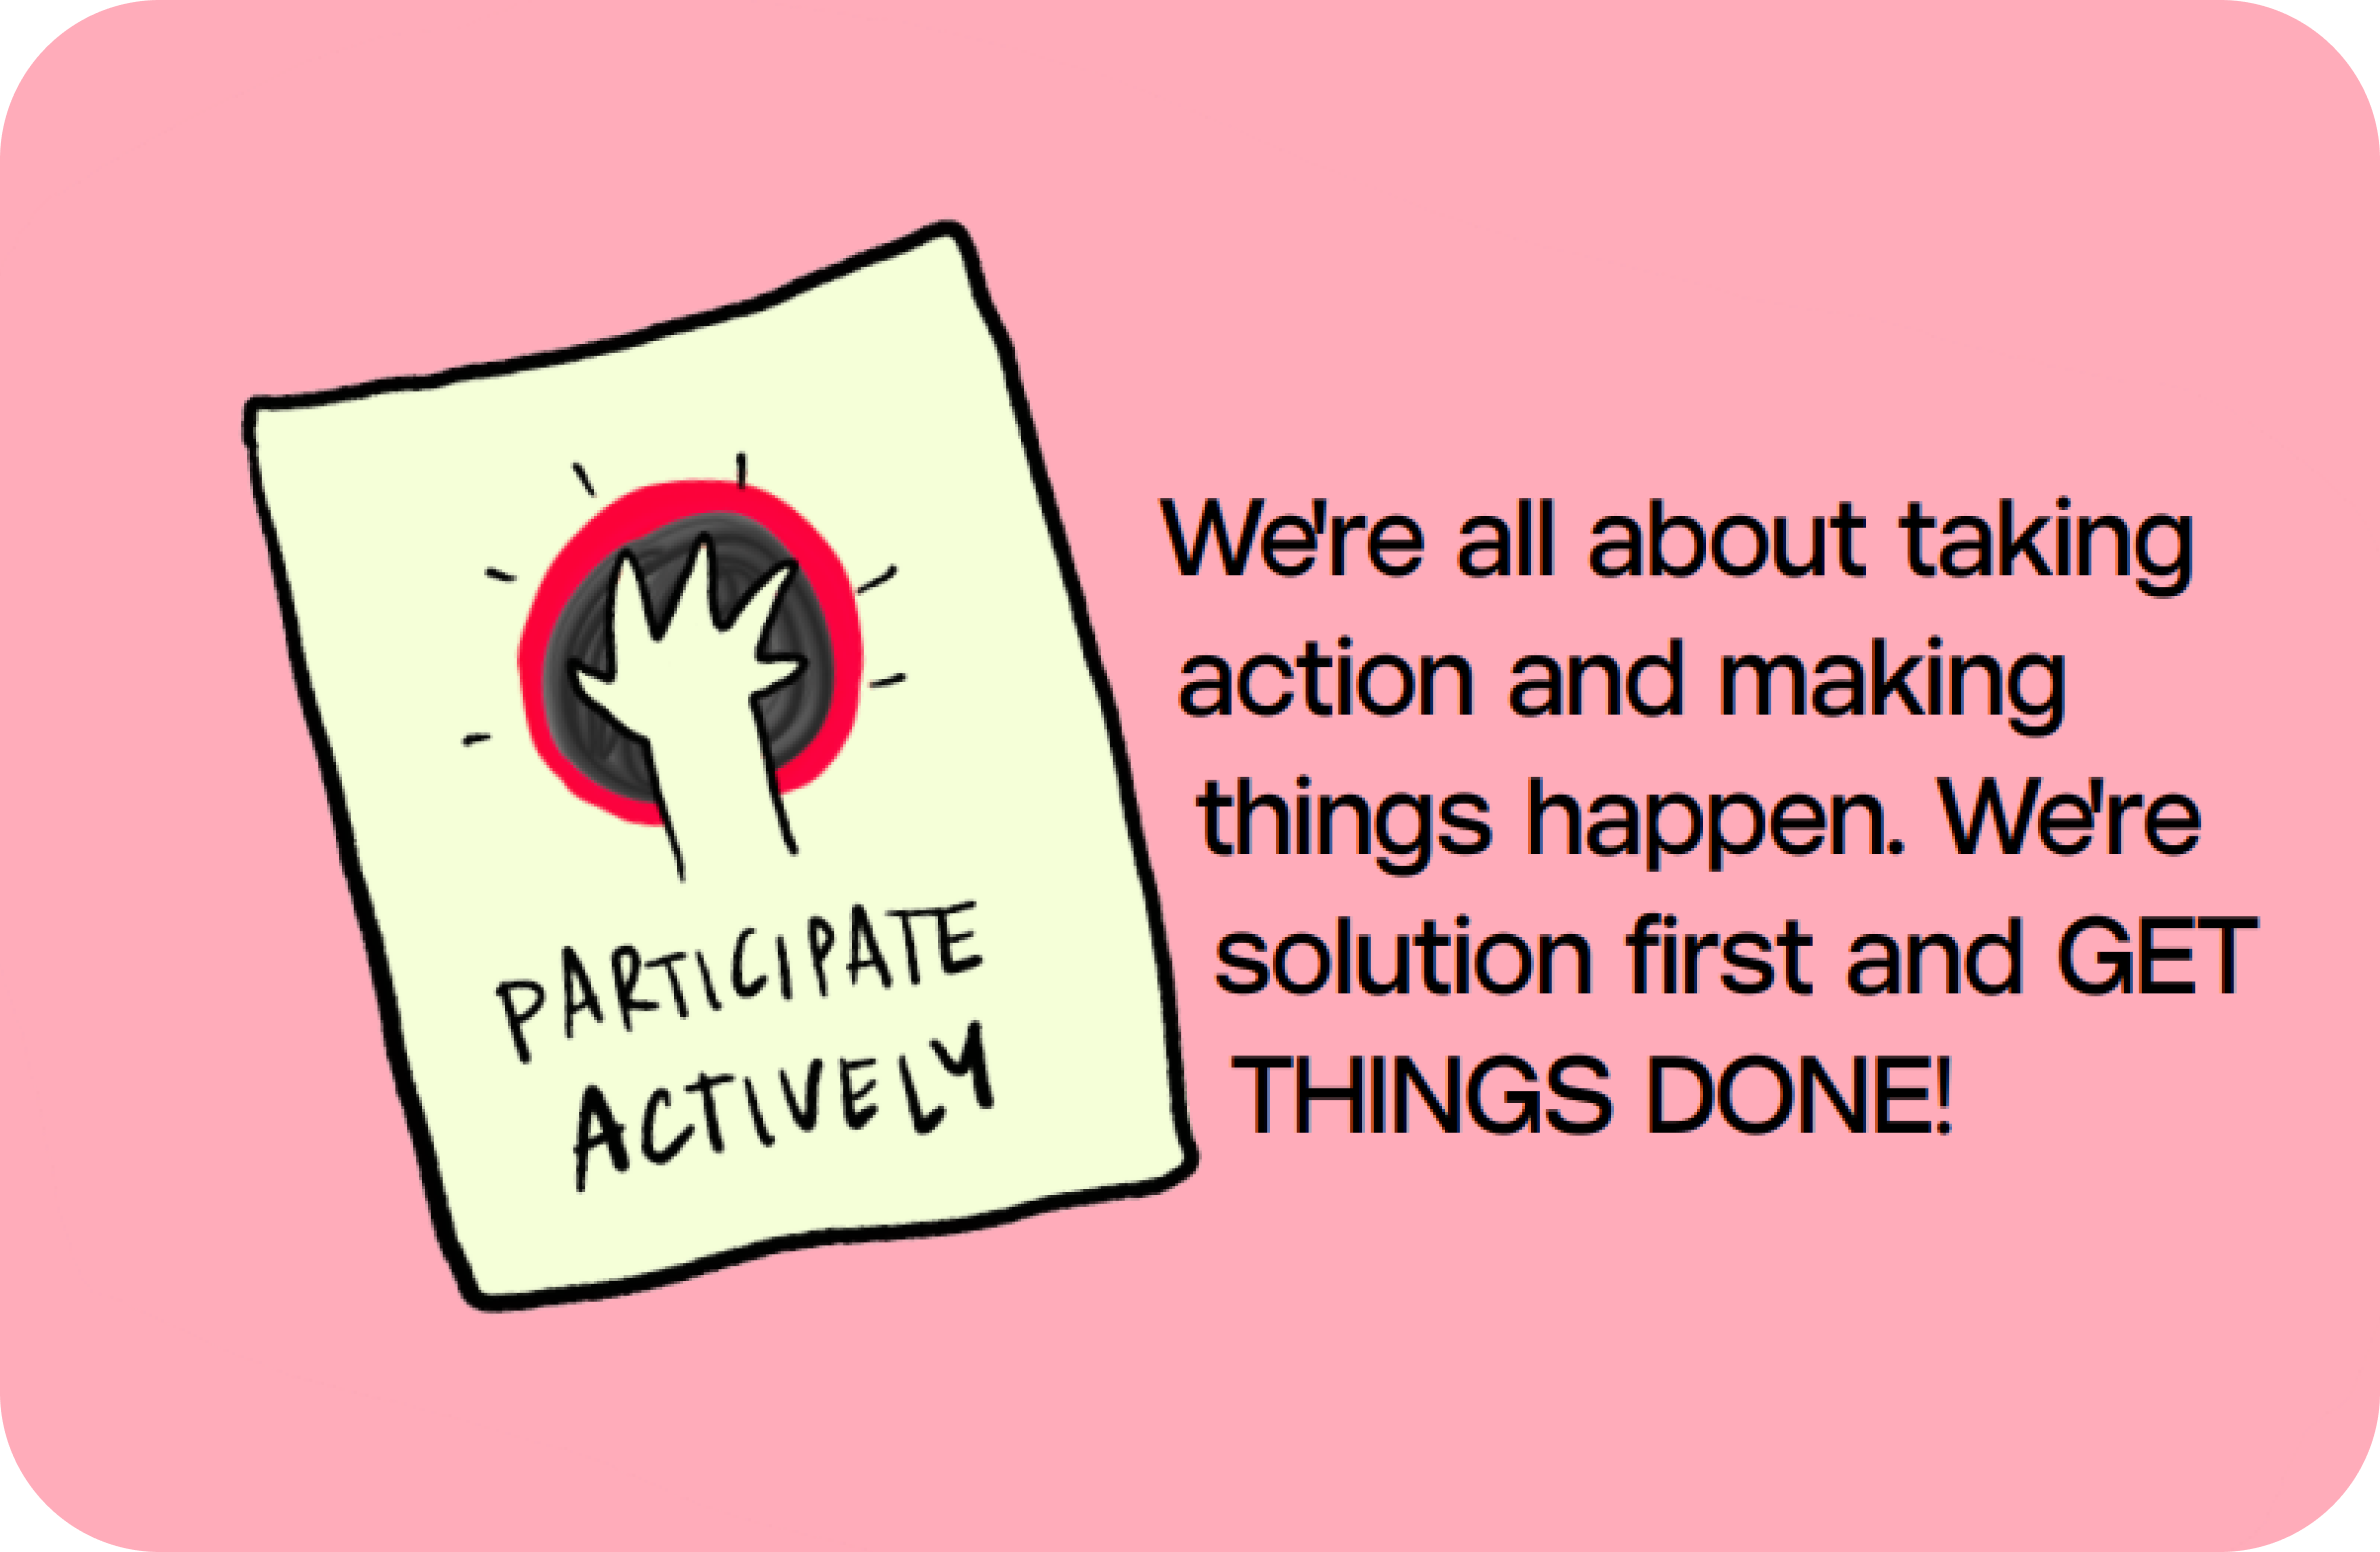 PARTICIPATE
ACTIVELY
We're all about taking
action and making
things happen. We're
solution first and GET
THINGS DONE!